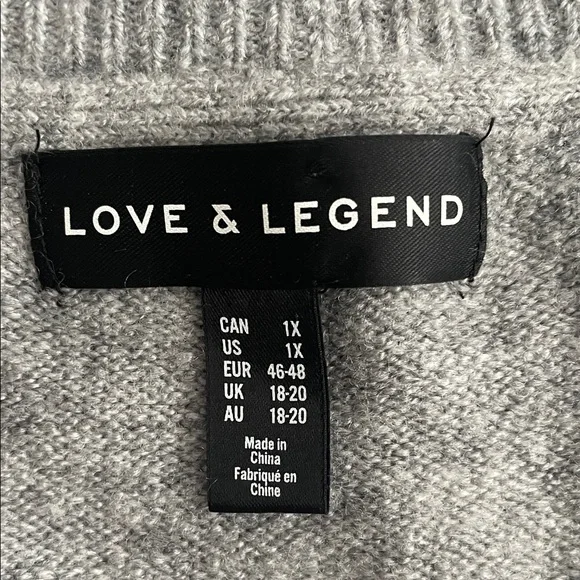 LOVE & LEGEND
CAN 1X
US 1X
EUR 46-48
UK 18-20
AU 18-20
Made in
China
Fabriqué en
Chine